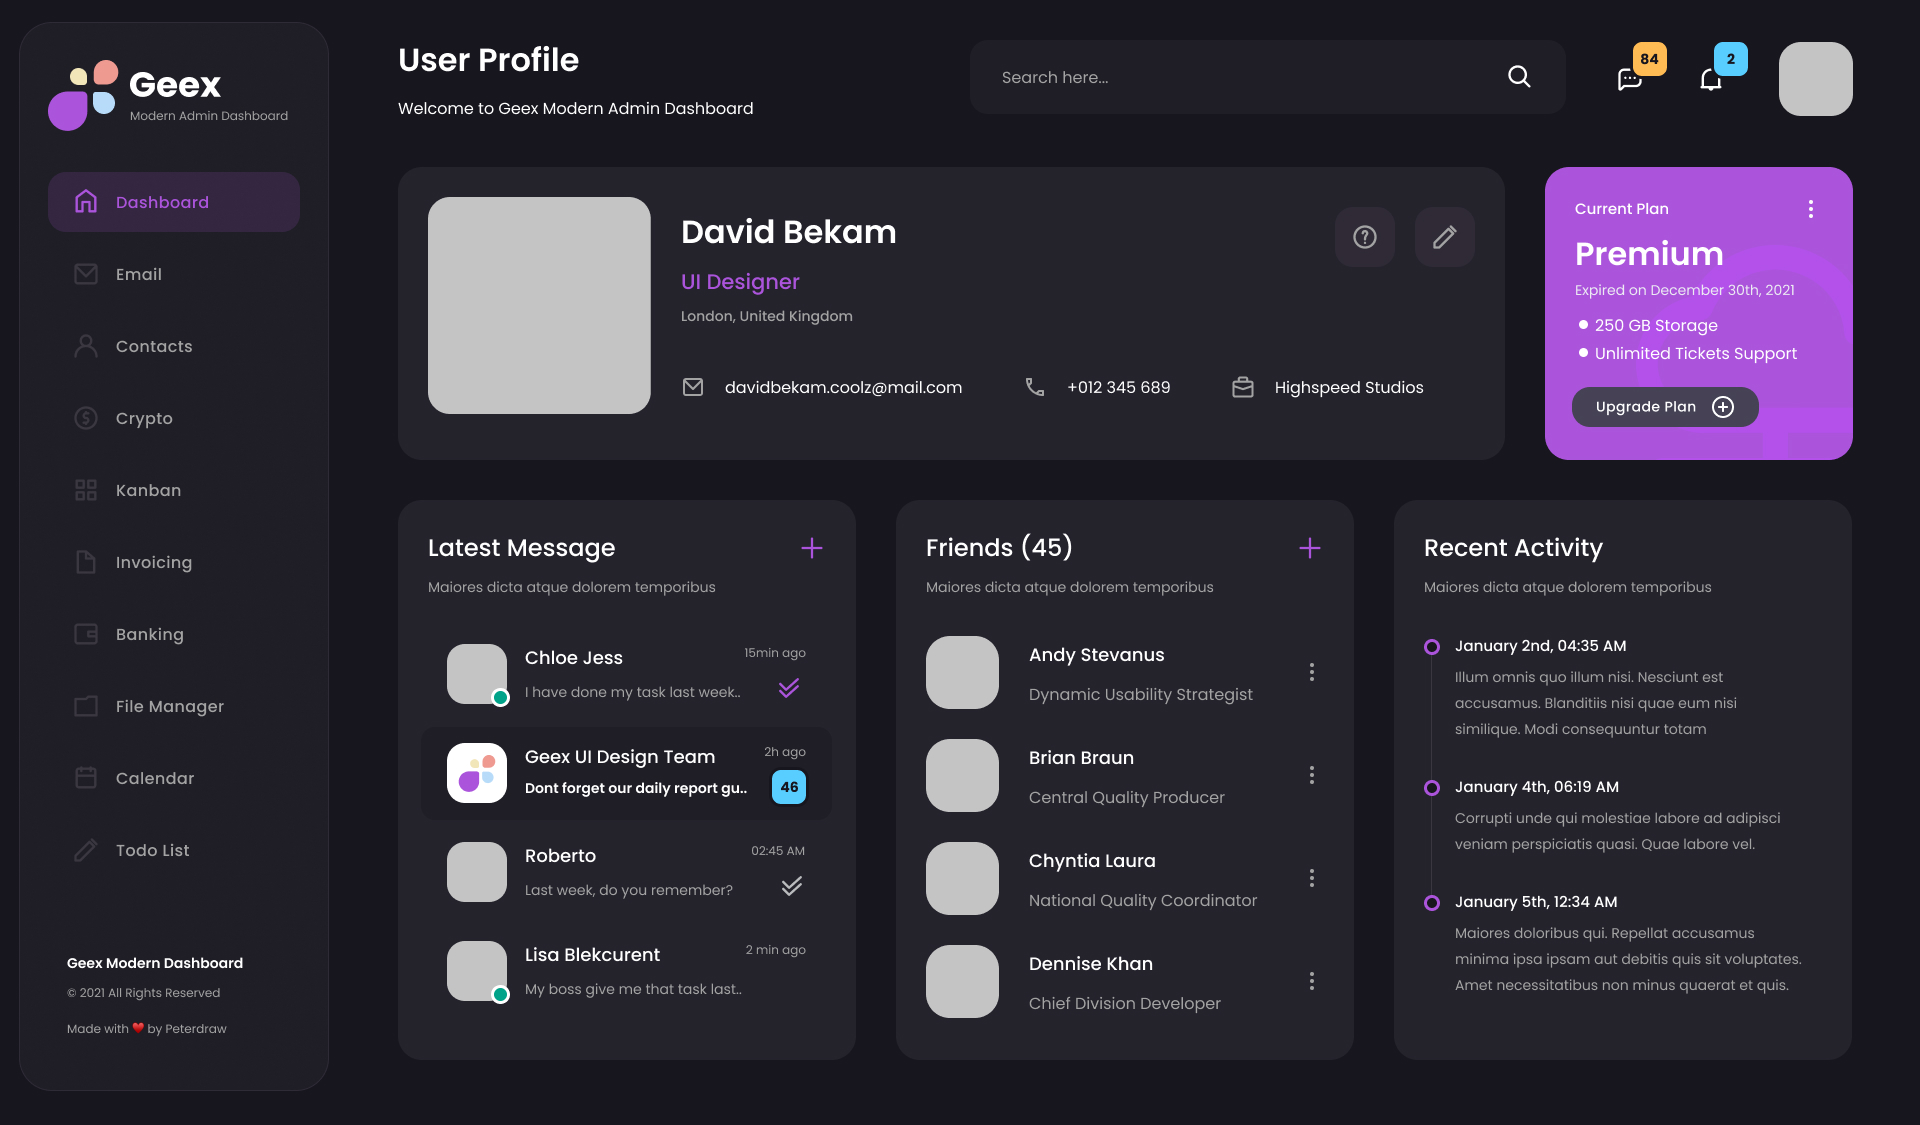 Geex
Modern Admin Dashboard
Dashboard
Email
Contacts
Crypto
Kanban
Invoicing
Banking
File Manager
Calendar
Todo List
Geex Modern Dashboard
© 2021 All Rights Reserved
Made with ❤️ by Peterdraw
User Profile
Welcome to Geex Modern Admin Dashboard
Search here...
84
2
David Bekam
UI Designer
London, United Kingdom
davidbekam.coolz@mail.com
+012 345 689
Highspeed Studios
Current Plan
Premium
Expired on December 30th, 2021
250 GB Storage
Unlimited Tickets Support
Upgrade Plan
Latest Message
Maiores dicta atque dolorem temporibus
Chloe Jess
15min ago
I have done my task last week..
Geex UI Design Team
2h ago
Dont forget our daily report gu..
46
Roberto
02:45 AM
Last week, do you remember?
Lisa Blekcurent
2 min ago
My boss give me that task last..
Friends (45)
Maiores dicta atque dolorem temporibus
Andy Stevanus
Dynamic Usability Strategist
Brian Braun
Central Quality Producer
Chyntia Laura
National Quality Coordinator
Dennise Khan
Chief Division Developer
Recent Activity
Maiores dicta atque dolorem temporibus
January 2nd, 04:35 AM
Illum omnis quo illum nisi. Nesciunt est
accusamus. Blanditiis nisi quae eum nisi
similique. Modi consequuntur totam
January 4th, 06:19 AM
Corrupti unde qui molestiae labore ad adipisci
veniam perspiciatis quasi. Quae labore vel.
January 5th, 12:34 AM
Maiores doloribus qui. Repellat accusamus
minima ipsa ipsam aut debitis quis sit voluptates.
Amet necessitatibus non minus quaerat et quis.